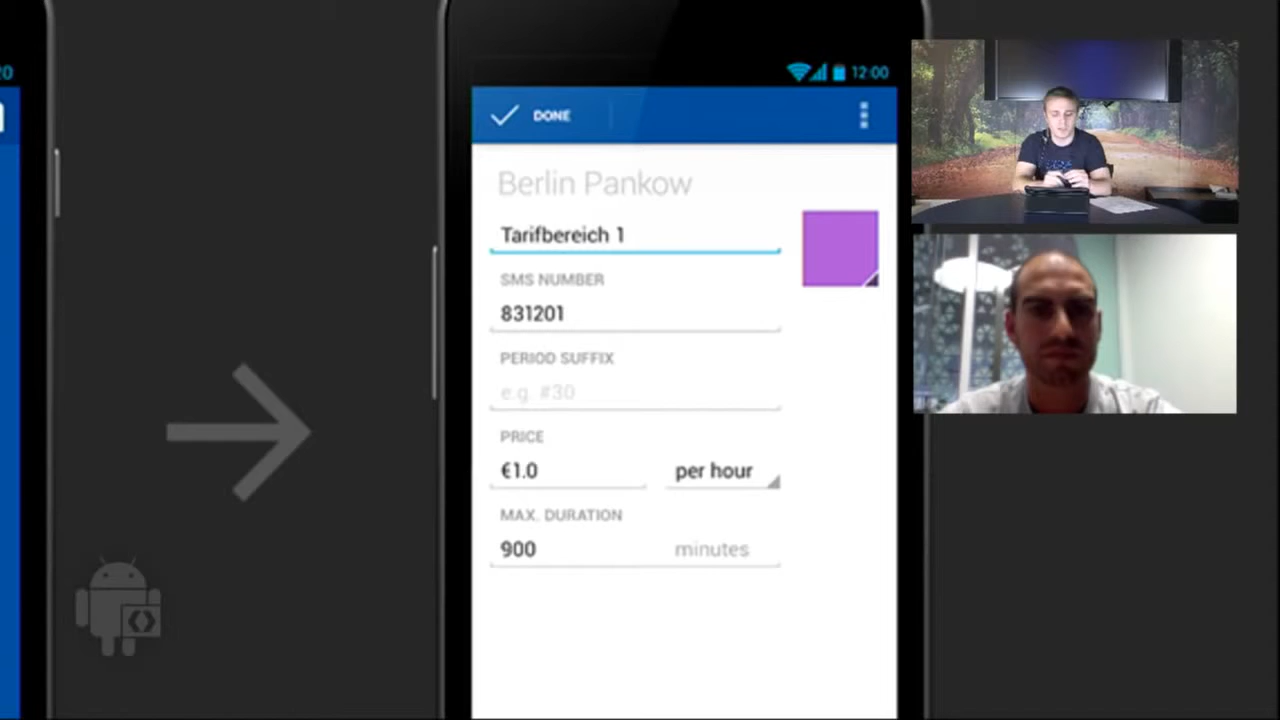 20
12:00
DONE
Berlin Pankow
Tarifbereich 1
SMS NUMBER
831201
PERIOD SUFFIX
e.g. #30
PRICE
€1.0 per hour
MAX. DURATION
900 minutes